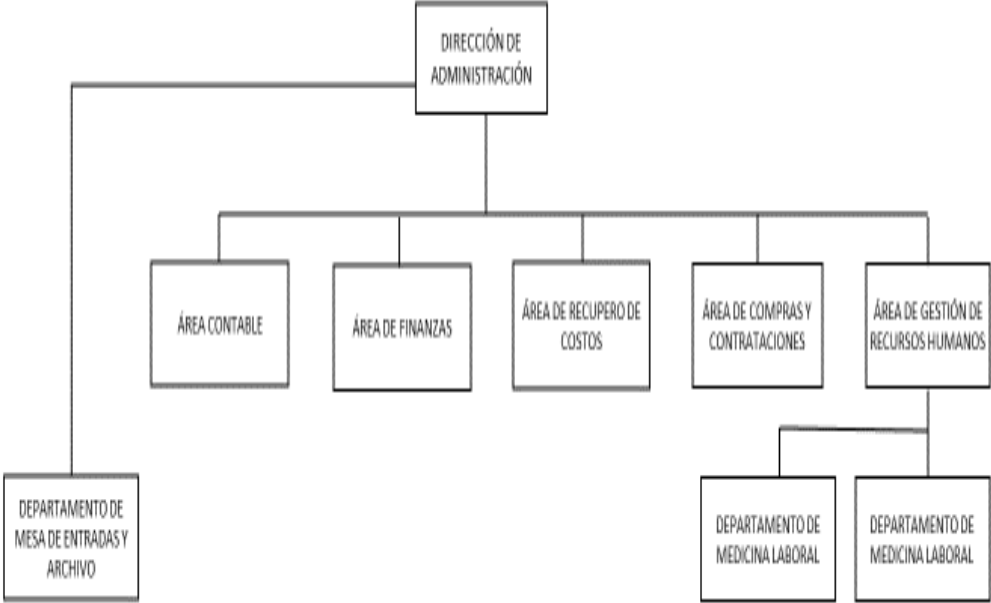 DIRECCIÓN DE
ADMINISTRACIÓN
ÁREA CONTABLE
ÁREA DE FINANZAS
ÁREA DE RECUPERO DE
COSTOS
ÁREA DE COMPRAS Y
CONTRATACIONES
ÁREA DE GESTIÓN DE
RECURSOS HUMANOS
DEPARTAMENTO DE
MESA DE ENTRADAS Y
ARCHIVO
DEPARTAMENTO DE
MEDICINA LABORAL
DEPARTAMENTO DE
MEDICINA LABORAL